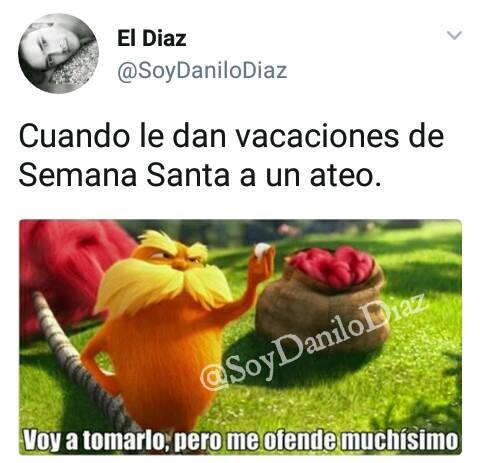 El Diaz
@SoyDaniloDiaz
Cuando le dan vacaciones de
Semana Santa a un ateo.
@SoyDaniloDiaz
Voy a tomarlo, pero me ofende muchísimo